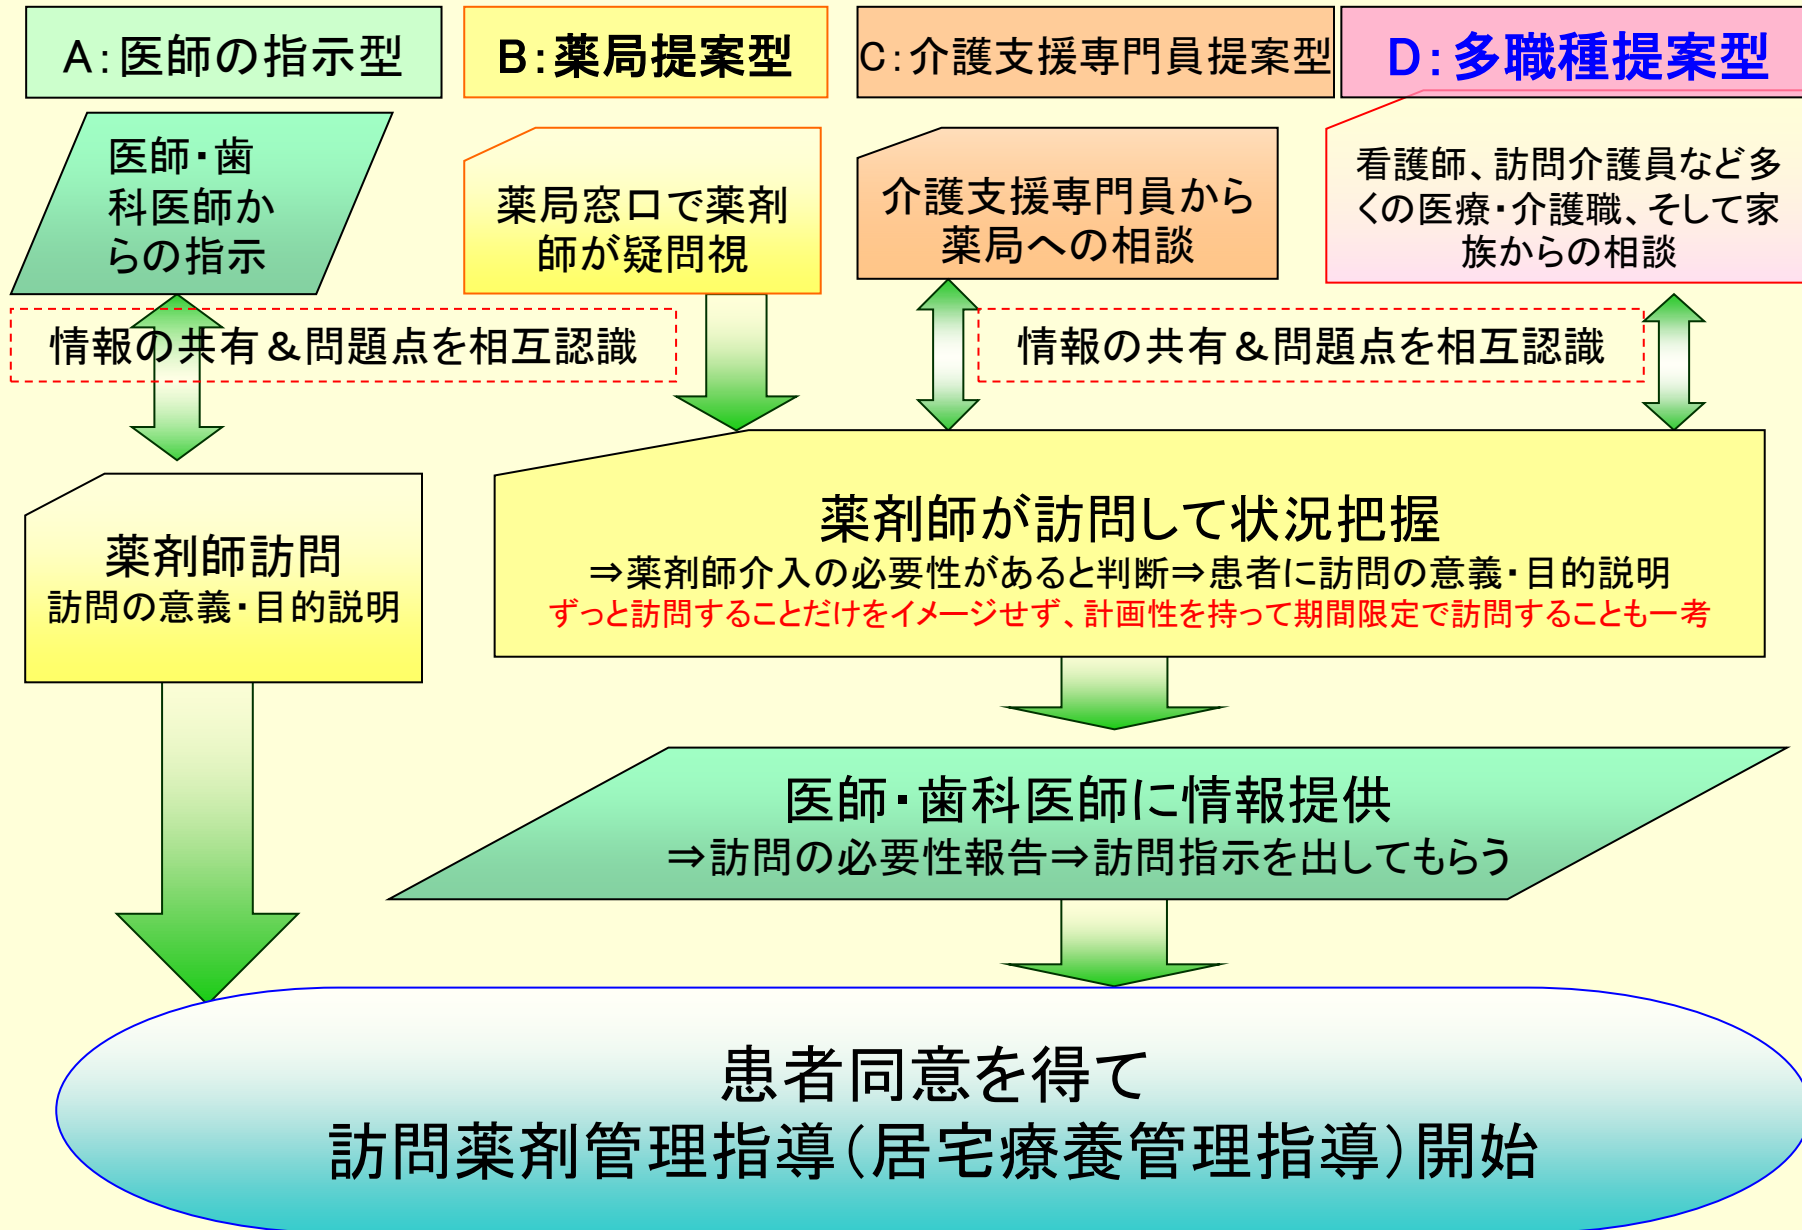 A:医師の指示型
B:薬局提案型
C:介護支援専門員提案型
D:多職種提案型
医師・歯
科医師か
らの指示
薬局窓口で薬剤
師が疑問視
介護支援専門員から
薬局への相談
看護師、訪問介護員など多
くの医療・介護職、そして家
族からの相談
情報の共有&問題点を相互認識
情報の共有&問題点を相互認識
薬剤師訪問
訪問の意義・目的説明
薬剤師が訪問して状況把握
⇒薬剤師介入の必要性があると判断⇒患者に訪問の意義・目的説明
ずっと訪問することだけをイメージせず、計画性を持って期間限定で訪問することも一考
医師・歯科医師に情報提供
⇒訪問の必要性報告⇒訪問指示を出してもらう
患者同意を得て
訪問薬剤管理指導(居宅療養管理指導)開始